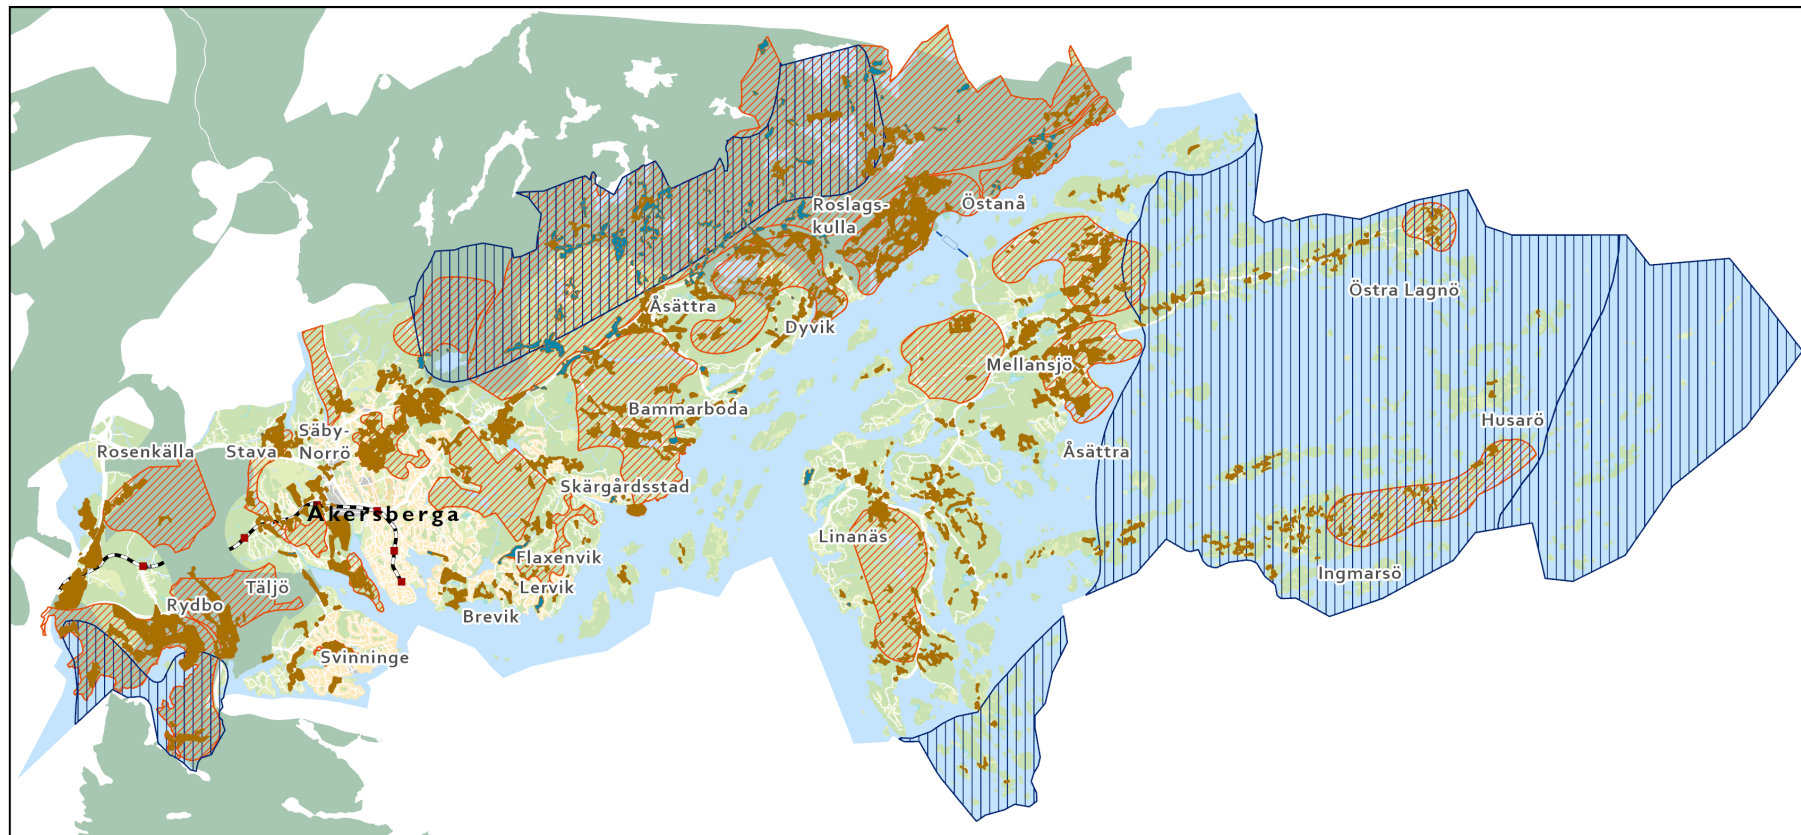 Roslags-
kulla
Östanå
Östra Lagnö
Åsättra
Dyvik
Mellansjö
Bammarboda
Husarö
Säby-
Norrö
Rosenkälla
Stava
Åsättra
Skärgårdsstad
Åkersberga
Linanäs
Flaxenvik
Ingmarsö
Täljö
Lervik
Rydbo
Brevik
Svinninge